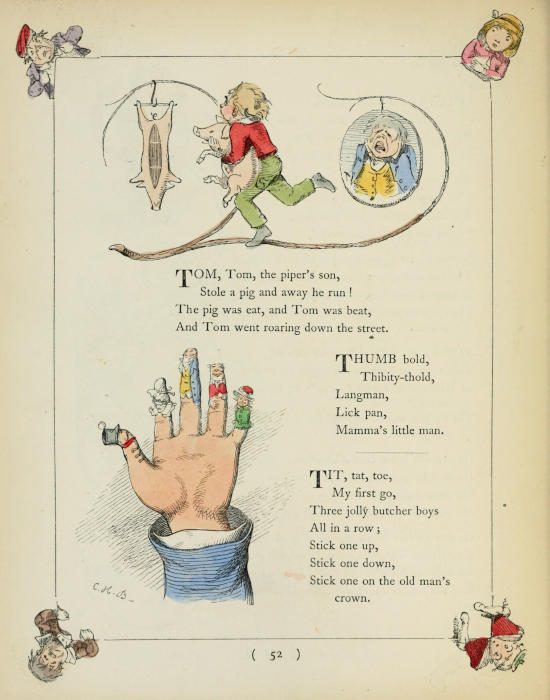 TOM, Tom, the piper's son,
Stole a pig and away he run !
The pig was eat, and Tom was beat,
And Tom went roaring down the street.
THUMB bold,
Thibity-thold,
Langman,
Lick pan,
Mamma's little man.
TIT, tat, toe,
My first go,
Three jolly butcher boys
All in a row ;
Stick one up,
Stick one down,
Stick one on the old man's
crown.
C. H. B.
( 52 )